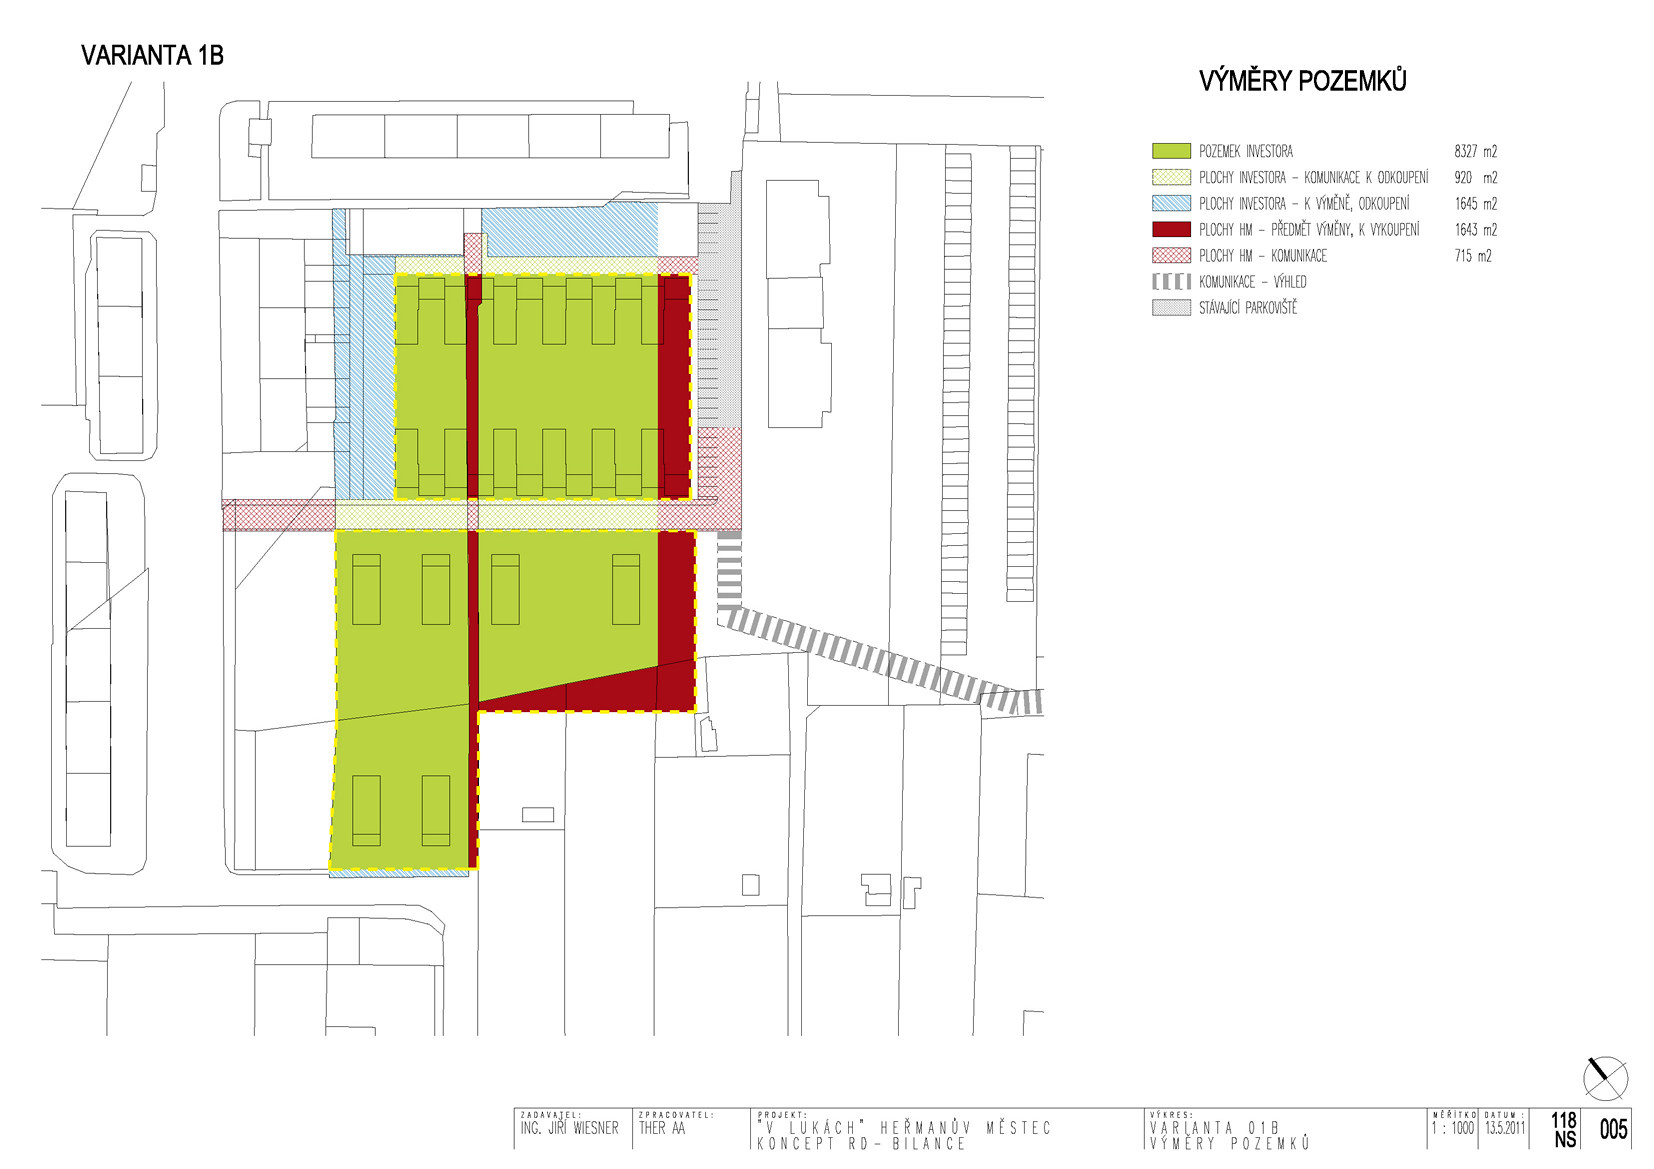 VARIANTA 1B
VÝMĚRY POZEMKŮ
POZEMEK INVESTORA 8327 m2
PLOCHY INVESTORA - KOMUNIKACE K ODKOUPENÍ 920 m2
PLOCHY INVESTORA - K VÝMĚNĚ, ODKOUPENÍ 1645 m2
PLOCHY HM - PŘEDMĚT VÝMĚNY, K VYKOUPENÍ 1643 m2
PLOCHY HM - KOMUNIKACE 715 m2
KOMUNIKACE - VÝHLED
STÁVAJÍCÍ PARKOVIŠTĚ
ZADAVATEL:
ING. JIŘÍ WIESNER
ZPRACOVATEL:
THER AA
PROJEKT:
"V LUKÁCH" HEŘMANŮV MĚSTEC
KONCEPT RD - BILANCE
VÝKRES:
VARIANTA 01B
VÝMĚRY POZEMKŮ
MĚŘÍTKO
1 : 1000
DATUM :
13.5.2011
118
NS
005